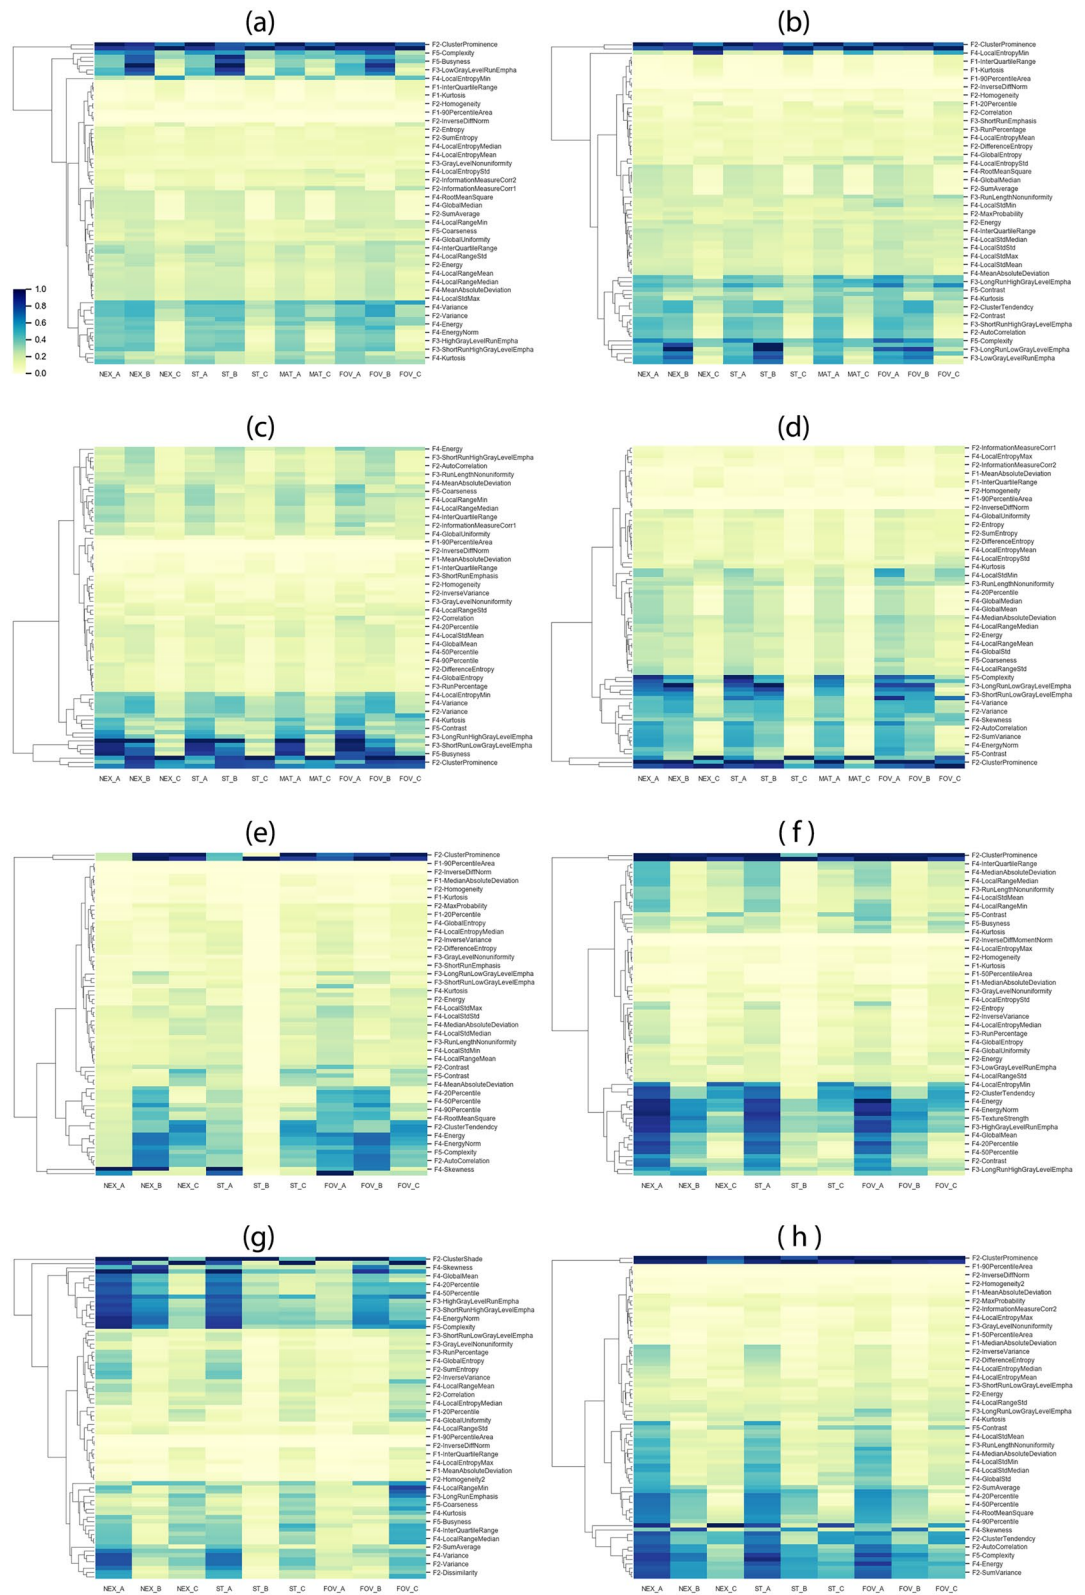 (a)
F2-ClusterProminence
F5-Complexity
F5-Busyness
F3-LowGrayLevelRunEmpha
F4-LocalEntropyMin
F1-InterQuartileRange
F1-Kurtosis
F2-Homogeneity
F1-90PercentileArea
F2-InverseDiffNorm
F2-Entropy
F2-SumEntropy
F4-LocalEntropyMedian
F4-LocalEntropyMean
F3-GrayLevelNonuniformity
F4-LocalEntropyStd
F2-InformationMeasureCorr2
F2-InformationMeasureCorr1
F4-RootMeanSquare
F4-GlobalMedian
F2-SumAverage
F4-LocalRangeMin
F5-Coarseness
F4-GlobalUniformity
F4-InterQuartileRange
F4-LocalRangeStd
F2-Energy
F4-LocalRangeMean
F4-LocalRangeMedian
F4-MeanAbsoluteDeviation
F4-LocalStdMax
F4-Variance
F2-Variance
F4-Energy
F4-EnergyNorm
F3-HighGrayLevelRunEmpha
F3-ShortRunHighGrayLevelEmpha
F4-Kurtosis
1.0
0.8
0.6
0.4
0.2
0.0
NEX_A NEX_B NEX_C ST_A ST_B ST_C MAT_A MAT_C FOV_A FOV_B FOV_C
(b)
F2-ClusterProminence
F4-LocalEntropyMin
F1-InterQuartileRange
F1-Kurtosis
F1-90PercentileArea
F2-InverseDiffNorm
F2-Homogeneity
F1-20Percentile
F2-Correlation
F3-ShortRunEmphasis
F3-RunPercentage
F4-LocalEntropyMean
F2-DifferenceEntropy
F4-GlobalEntropy
F4-LocalEntropyStd
F4-RootMeanSquare
F4-GlobalMedian
F2-SumAverage
F3-RunLengthNonuniformity
F4-LocalStdMin
F2-MaxProbability
F2-Energy
F4-InterQuartileRange
F4-LocalStdMedian
F4-LocalStdStd
F4-LocalStdMax
F4-LocalStdMean
F4-MeanAbsoluteDeviation
F3-LongRunHighGrayLevelEmpha
F5-Contrast
F4-Kurtosis
F2-ClusterTendendcy
F2-Contrast
F3-ShortRunHighGrayLevelEmpha
F2-AutoCorrelation
F5-Complexity
F3-LongRunLowGrayLevelEmpha
F3-LowGrayLevelRunEmpha
NEX_A NEX_B NEX_C ST_A ST_B ST_C MAT_A MAT_C FOV_A FOV_B FOV_C
(c)
F4-Energy
F3-ShortRunHighGrayLevelEmpha
F2-AutoCorrelation
F3-RunLengthNonuniformity
F4-MeanAbsoluteDeviation
F5-Coarseness
F4-LocalRangeMin
F4-LocalRangeMedian
F4-InterQuartileRange
F2-InformationMeasureCorr1
F4-GlobalUniformity
F1-90PercentileArea
F2-InverseDiffNorm
F1-MeanAbsoluteDeviation
F1-InterQuartileRange
F3-ShortRunEmphasis
F2-Homogeneity
F2-InverseVariance
F3-GrayLevelNonuniformity
F4-LocalRangeStd
F2-Correlation
F4-20Percentile
F4-LocalStdMean
F4-GlobalMean
F4-50Percentile
F4-90Percentile
F2-DifferenceEntropy
F4-GlobalEntropy
F3-RunPercentage
F4-LocalEntropyMin
F4-Variance
F2-Variance
F4-Kurtosis
F5-Contrast
F3-LongRunHighGrayLevelEmpha
F3-ShortRunLowGrayLevelEmpha
F5-Busyness
F2-ClusterProminence
NEX_A NEX_B NEX_C ST_A ST_B ST_C MAT_A MAT_C FOV_A FOV_B FOV_C
(d)
F2-InformationMeasureCorr1
F4-LocalEntropyMax
F2-InformationMeasureCorr2
F1-MeanAbsoluteDeviation
F1-InterQuartileRange
F2-Homogeneity
F1-90PercentileArea
F2-InverseDiffNorm
F4-GlobalUniformity
F2-Entropy
F2-SumEntropy
F2-DifferenceEntropy
F4-LocalEntropyMean
F4-LocalEntropyStd
F4-Kurtosis
F4-LocalStdMin
F3-RunLengthNonuniformity
F4-20Percentile
F4-GlobalMedian
F4-GlobalMean
F4-MedianAbsoluteDeviation
F4-LocalRangeMedian
F2-Energy
F4-LocalRangeMean
F4-GlobalStd
F5-Coarseness
F4-LocalRangeStd
F5-Complexity
F3-LongRunLowGrayLevelEmpha
F3-ShortRunLowGrayLevelEmpha
F4-Variance
F2-Variance
F4-Skewness
F2-AutoCorrelation
F2-SumVariance
F4-EnergyNorm
F5-Contrast
F2-ClusterProminence
NEX_A NEX_B NEX_C ST_A ST_B ST_C MAT_A MAT_C FOV_A FOV_B FOV_C
(e)
F2-ClusterProminence
F1-90PercentileArea
F2-InverseDiffNorm
F1-MedianAbsoluteDeviation
F2-Homogeneity
F1-Kurtosis
F2-MaxProbability
F1-20Percentile
F4-GlobalEntropy
F4-LocalEntropyMedian
F2-InverseVariance
F2-DifferenceEntropy
F3-GrayLevelNonuniformity
F3-ShortRunEmphasis
F3-LongRunLowGrayLevelEmpha
F3-ShortRunLowGrayLevelEmpha
F4-Kurtosis
F2-Energy
F4-LocalStdMax
F4-LocalStdStd
F4-MedianAbsoluteDeviation
F4-LocalStdMedian
F3-RunLengthNonuniformity
F4-LocalStdMin
F4-LocalRangeMean
F2-Contrast
F5-Contrast
F4-MeanAbsoluteDeviation
F4-20Percentile
F4-50Percentile
F4-90Percentile
F4-RootMeanSquare
F2-ClusterTendendcy
F4-Energy
F4-EnergyNorm
F5-Complexity
F2-AutoCorrelation
F4-Skewness
NEX_A NEX_B NEX_C ST_A ST_B ST_C FOV_A FOV_B FOV_C
( f )
F2-ClusterProminence
F4-InterQuartileRange
F4-MedianAbsoluteDeviation
F4-LocalRangeMedian
F3-RunLengthNonuniformity
F4-LocalStdMean
F4-LocalRangeMin
F5-Contrast
F5-Busyness
F4-Kurtosis
F2-InverseDiffMomentNorm
F4-LocalEntropyMax
F2-Homogeneity
F1-Kurtosis
F1-50PercentileArea
F1-MedianAbsoluteDeviation
F3-GrayLevelNonuniformity
F4-LocalEntropyStd
F2-Entropy
F2-InverseVariance
F4-LocalEntropyMedian
F3-RunPercentage
F4-GlobalEntropy
F4-GlobalUniformity
F2-Energy
F3-LowGrayLevelRunEmpha
F4-LocalRangeStd
F4-LocalEntropyMin
F2-ClusterTendency
F4-Energy
F4-EnergyNorm
F5-TextureStrength
F3-HighGrayLevelRunEmpha
F4-GlobalMean
F4-20Percentile
F4-50Percentile
F2-Contrast
F3-LongRunHighGrayLevelEmpha
NEX_A NEX_B NEX_C ST_A ST_B ST_C FOV_A FOV_B FOV_C
(g)
F2-ClusterShade
F4-Skewness
F4-GlobalMean
F4-20Percentile
F4-50Percentile
F3-HighGrayLevelRunEmpha
F3-ShortRunHighGrayLevelEmpha
F4-EnergyNorm
F5-Complexity
F3-ShortRunLowGrayLevelEmpha
F3-GrayLevelNonuniformity
F3-RunPercentage
F4-GlobalEntropy
F2-SumEntropy
F2-InverseVariance
F4-LocalRangeMean
F2-Correlation
F4-LocalEntropyMedian
F1-20Percentile
F4-GlobalUniformity
F4-LocalRangeStd
F1-90PercentileArea
F2-InverseDiffNorm
F1-InterQuartileRange
F4-LocalEntropyMax
F1-MeanAbsoluteDeviation
F2-Homogeneity2
F4-LocalRangeMin
F3-LongRunEmphasis
F5-Coarseness
F4-Kurtosis
F5-Busyness
F4-InterQuartileRange
F4-LocalRangeMedian
F2-SumAverage
F4-Variance
F2-Variance
F2-Dissimilarity
NEX_A NEX_B NEX_C ST_A ST_B ST_C FOV_A FOV_B FOV_C
( h )
F2-ClusterProminence
F1-90PercentileArea
F2-InverseDiffNorm
F2-Homogeneity2
F1-MeanAbsoluteDeviation
F2-MaxProbability
F2-InformationMeasureCorr2
F4-LocalEntropyMax
F3-GrayLevelNonuniformity
F1-50PercentileArea
F1-MedianAbsoluteDeviation
F2-InverseVariance
F2-DifferenceEntropy
F4-LocalEntropyMedian
F4-LocalEntropyMean
F3-ShortRunLowGrayLevelEmpha
F2-Energy
F4-LocalRangeStd
F3-LongRunLowGrayLevelEmpha
F4-Kurtosis
F5-Contrast
F4-LocalStdMean
F3-RunLengthNonuniformity
F4-MedianAbsoluteDeviation
F4-LocalStdMin
F4-LocalStdMedian
F4-GlobalStd
F2-SumAverage
F4-20Percentile
F4-50Percentile
F4-RootMeanSquare
F4-90Percentile
F4-Skewness
F2-ClusterTendendcy
F2-AutoCorrelation
F5-Complexity
F4-Energy
F2-SumVariance
NEX_A NEX_B NEX_C ST_A ST_B ST_C FOV_A FOV_B FOV_C